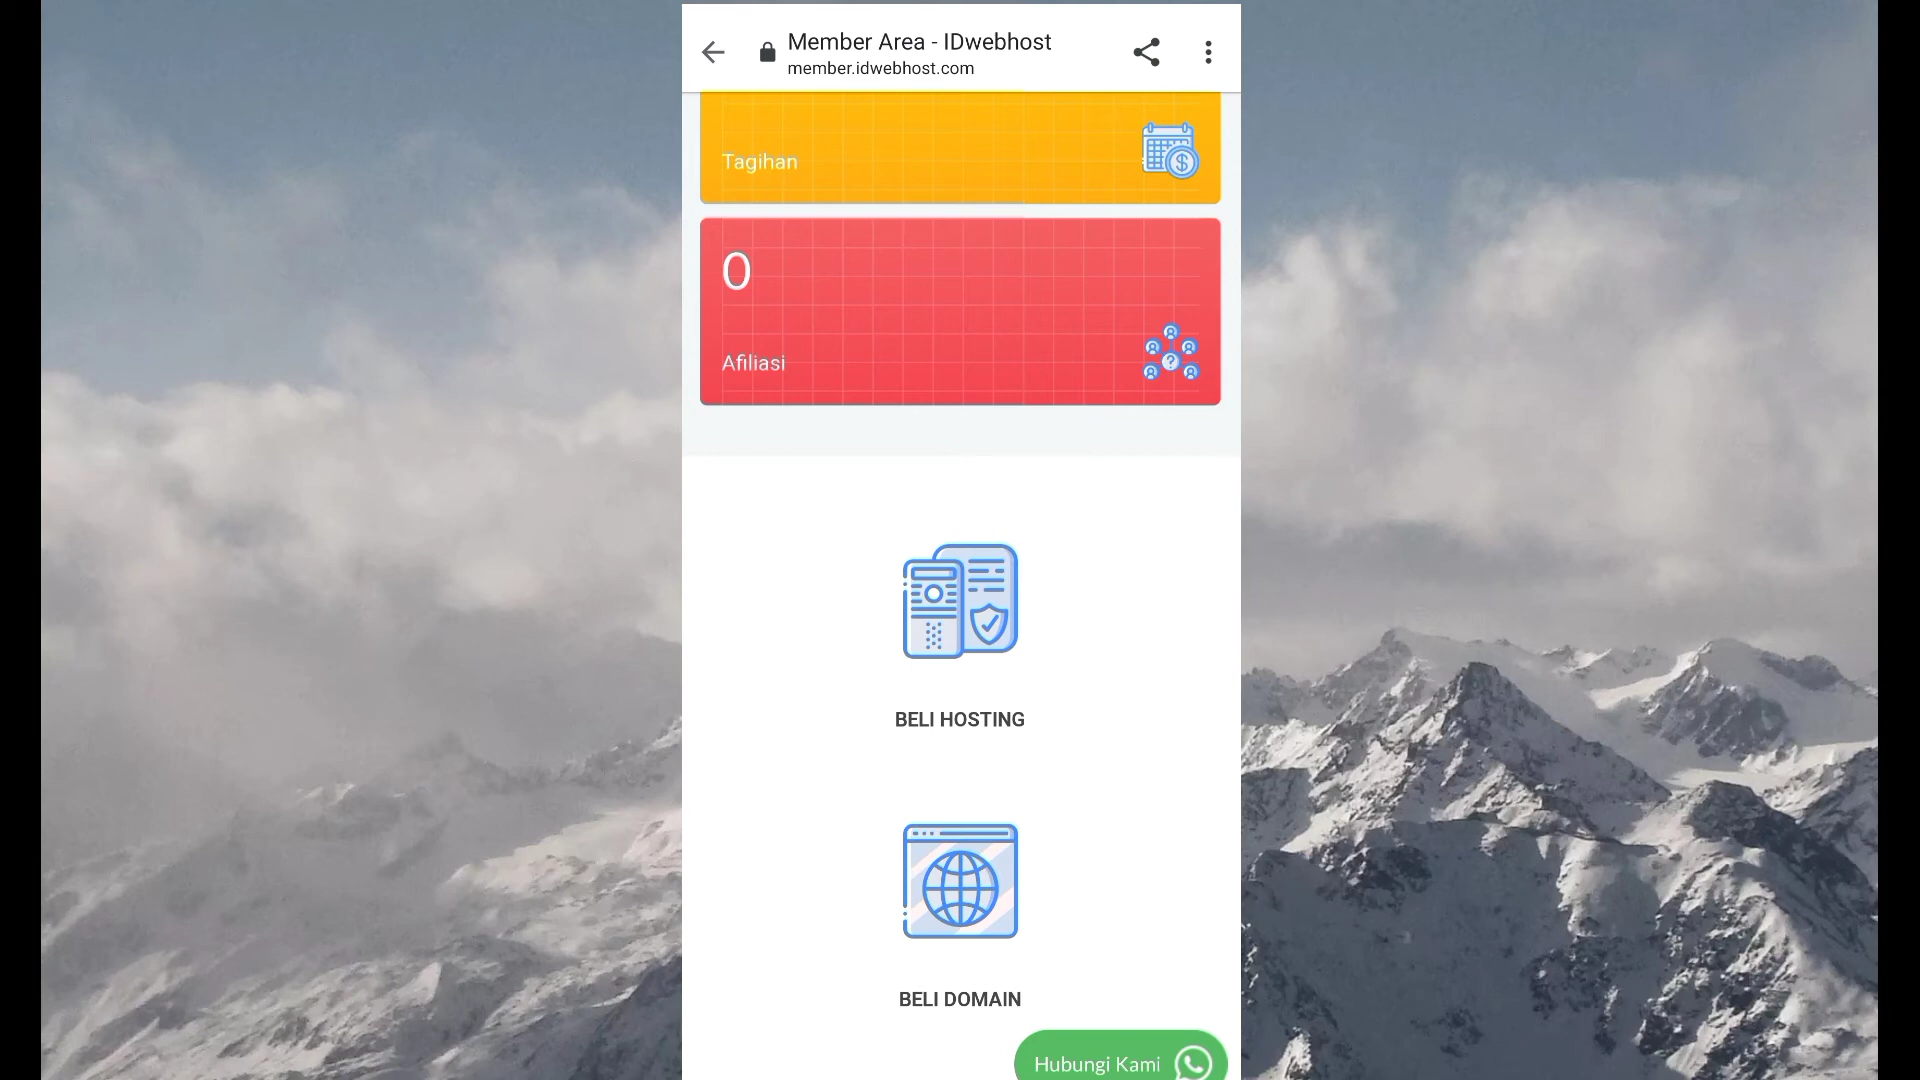 Member Area - IDwebhost
member.idwebhost.com
Tagihan
0
Afiliasi
BELI HOSTING
BELI DOMAIN
Hubungi Kami